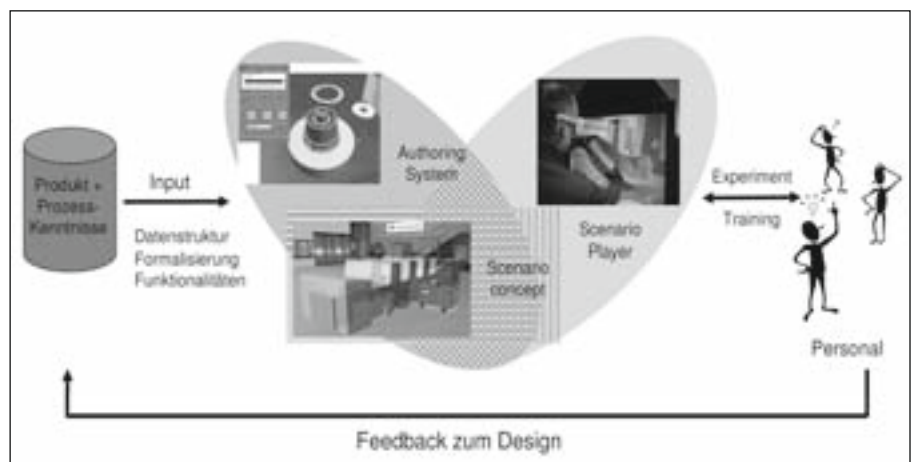 Produkt +
Prozess-
Kenntnisse
Input
Datenstruktur
Formalisierung
Funktionalitäten
Authoring
System
Scenario
concept
Scenario
Player
Experiment
Training
Personal
Feedback zum Design